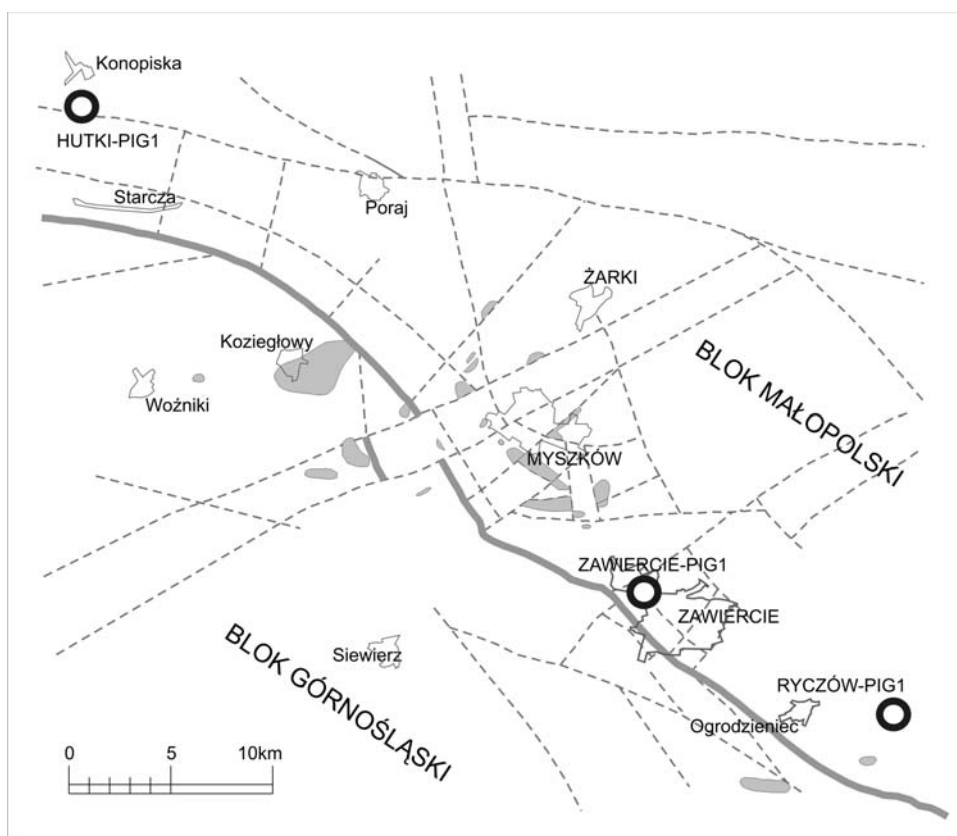 Konopiska
HUTKI-PIG1
Starcza
Poraj
ŻARKI
Koziegłowy
Woźniki
BLOK MAŁOPOLSKI
MYSZKÓW
ZAWIERCIE-PIG1
ZAWIERCIE
BLOK GÓRNOŚLĄSKI
Siewierz
RYCZÓW-PIG1
Ogrodzieniec
0 5 10km